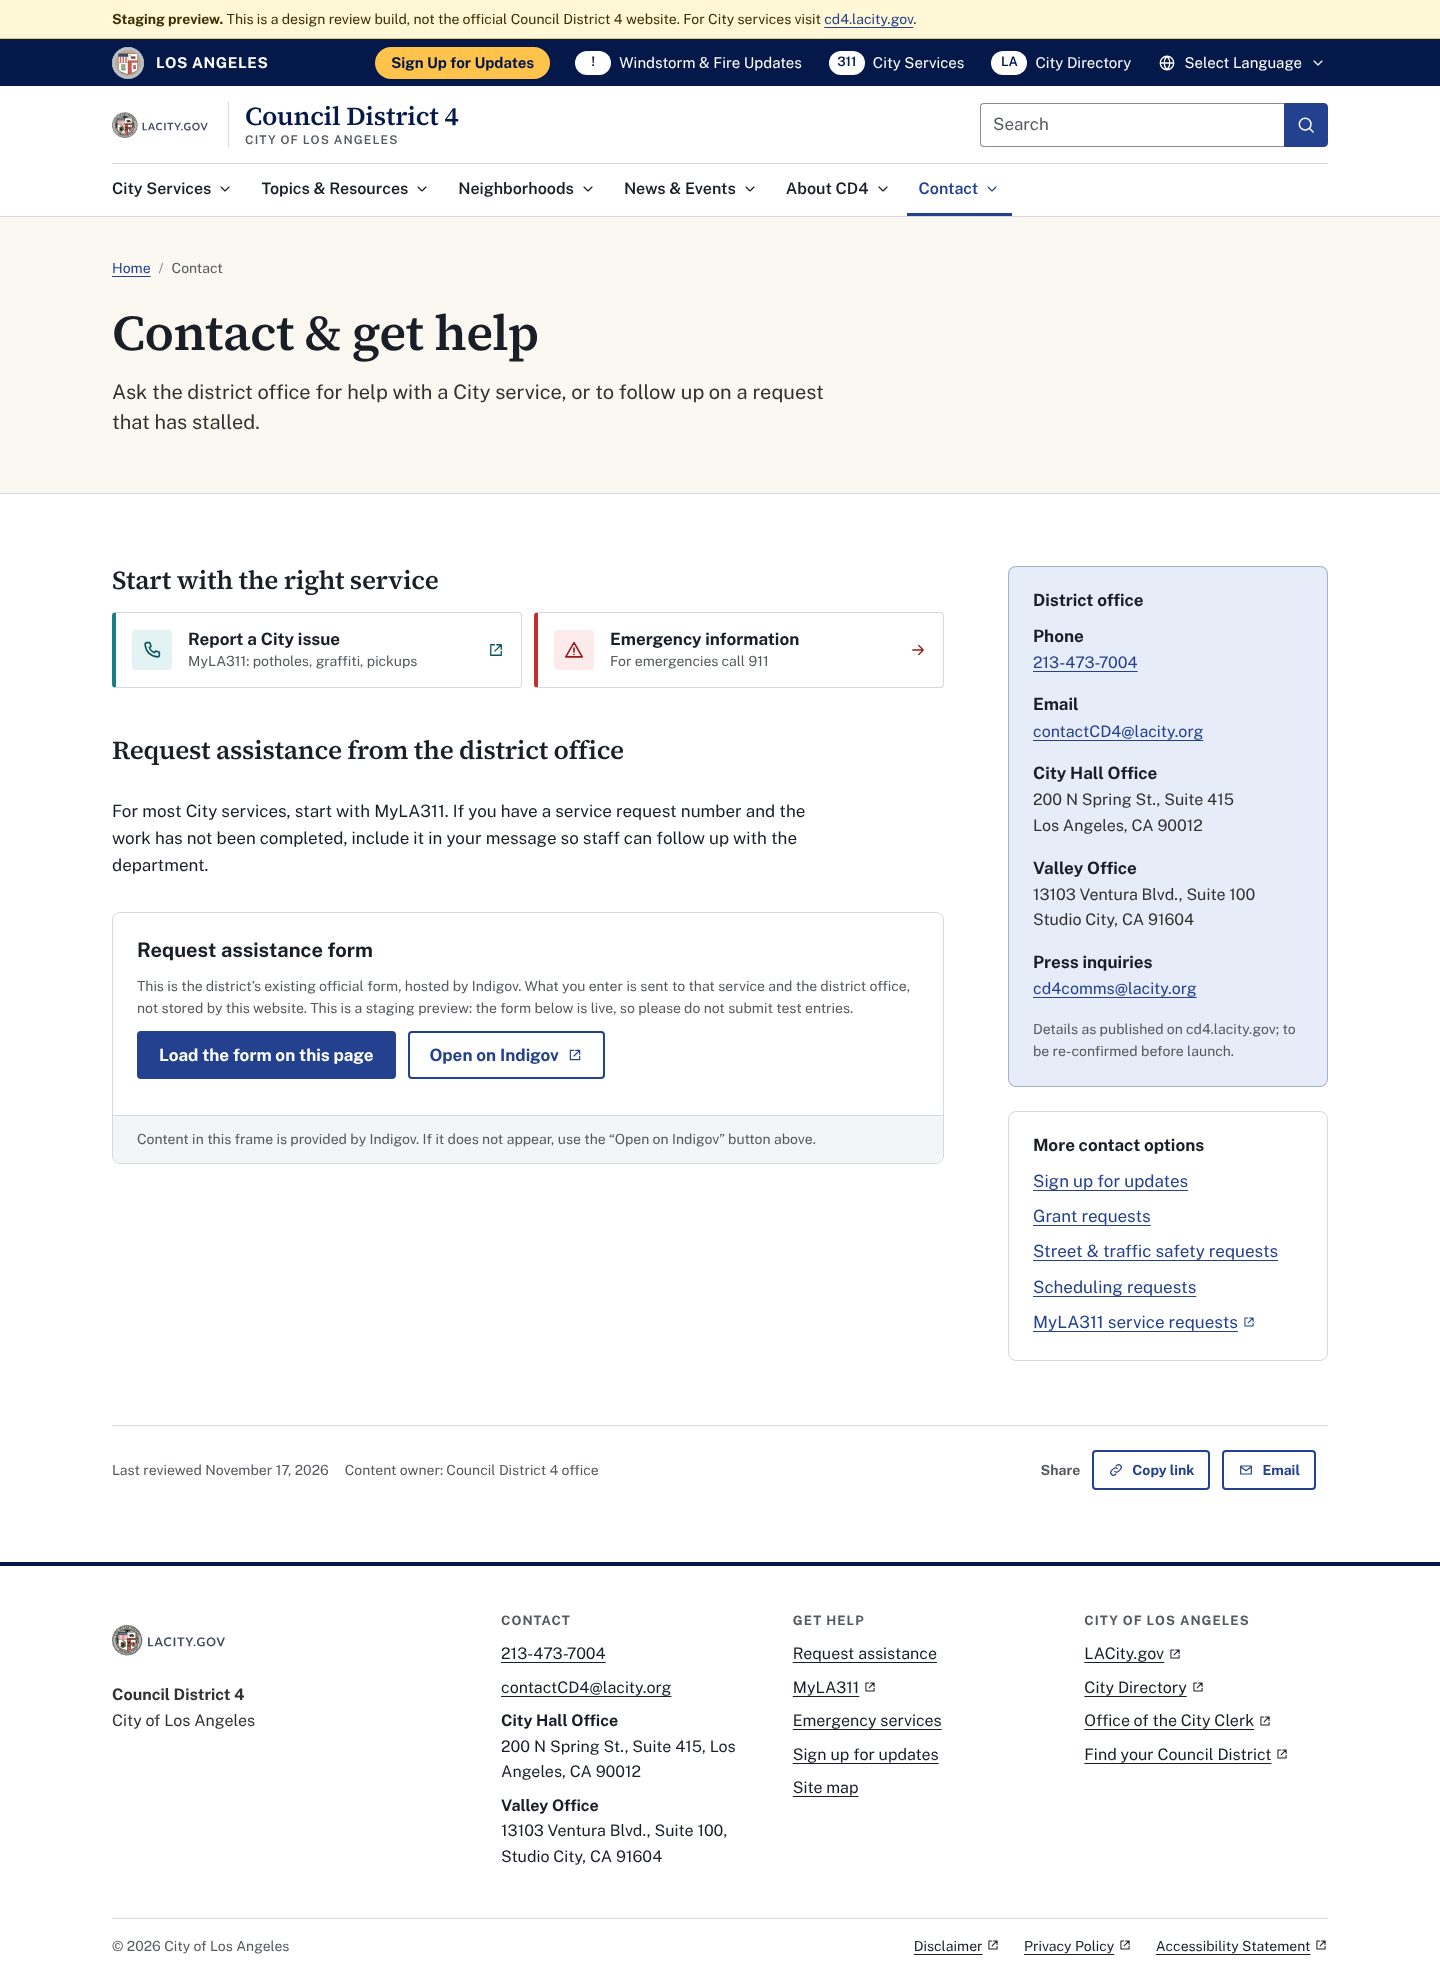 Staging preview. This is a design review build, not the official Council District 4 website. For City services visit cd4.lacity.gov.
LOS ANGELES
Sign Up for Updates
! Windstorm & Fire Updates
311 City Services
LA City Directory
Select Language
LACITY.GOV
Council District 4
CITY OF LOS ANGELES
Search
City Services
Topics & Resources
Neighborhoods
News & Events
About CD4
Contact
Home / Contact
Contact & get help
Ask the district office for help with a City service, or to follow up on a request
that has stalled.
Start with the right service
Report a City issue
MyLA311: potholes, graffiti, pickups
Emergency information
For emergencies call 911
Request assistance from the district office
For most City services, start with MyLA311. If you have a service request number and the
work has not been completed, include it in your message so staff can follow up with the
department.
Request assistance form
This is the district’s existing official form, hosted by Indigov. What you enter is sent to that service and the district office,
not stored by this website. This is a staging preview: the form below is live, so please do not submit test entries.
Load the form on this page
Open on Indigov
Content in this frame is provided by Indigov. If it does not appear, use the “Open on Indigov” button above.
District office
Phone
213-473-7004
Email
contactCD4@lacity.org
City Hall Office
200 N Spring St., Suite 415
Los Angeles, CA 90012
Valley Office
13103 Ventura Blvd., Suite 100
Studio City, CA 91604
Press inquiries
cd4comms@lacity.org
Details as published on cd4.lacity.gov; to
be re-confirmed before launch.
More contact options
Sign up for updates
Grant requests
Street & traffic safety requests
Scheduling requests
MyLA311 service requests
Last reviewed November 17, 2026
Content owner: Council District 4 office
Share
Copy link
Email
LACITY.GOV
Council District 4
City of Los Angeles
CONTACT
213-473-7004
contactCD4@lacity.org
City Hall Office
200 N Spring St., Suite 415, Los
Angeles, CA 90012
Valley Office
13103 Ventura Blvd., Suite 100,
Studio City, CA 91604
GET HELP
Request assistance
MyLA311
Emergency services
Sign up for updates
Site map
CITY OF LOS ANGELES
LACity.gov
City Directory
Office of the City Clerk
Find your Council District
© 2026 City of Los Angeles
Disclaimer
Privacy Policy
Accessibility Statement